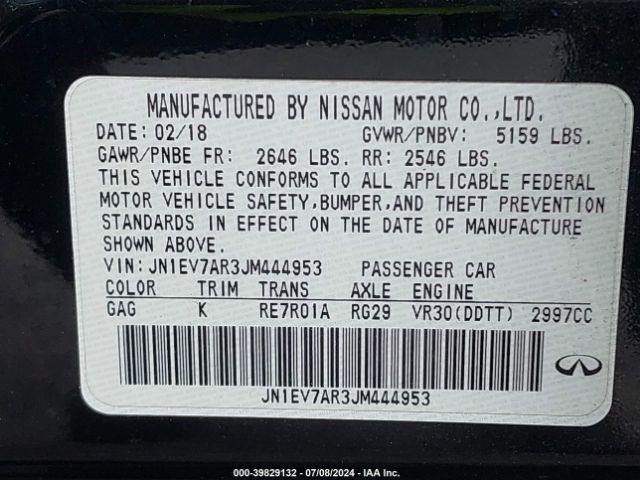 MANUFACTURED BY NISSAN MOTOR CO.,LTD.
DATE: 02/18 GVWR/PNBV: 5159 LBS.
GAWR/PNBE FR: 2646 LBS. RR: 2546 LBS.
THIS VEHICLE CONFORMS TO ALL APPLICABLE FEDERAL
MOTOR VEHICLE SAFETY,BUMPER,AND THEFT PREVENTION
STANDARDS IN EFFECT ON THE DATE OF MANUFACTURE
SHOWN ABOVE.
VIN:JN1EV7AR3JM444953 PASSENGER CAR
COLOR TRIM TRANS AXLE ENGINE
GAG K RE7R01A RG29 VR30(DDTT) 2997CC
JN1EV7AR3JM444953
INFINITI
000-39829132 - 07/08/2024 - IAA Inc.